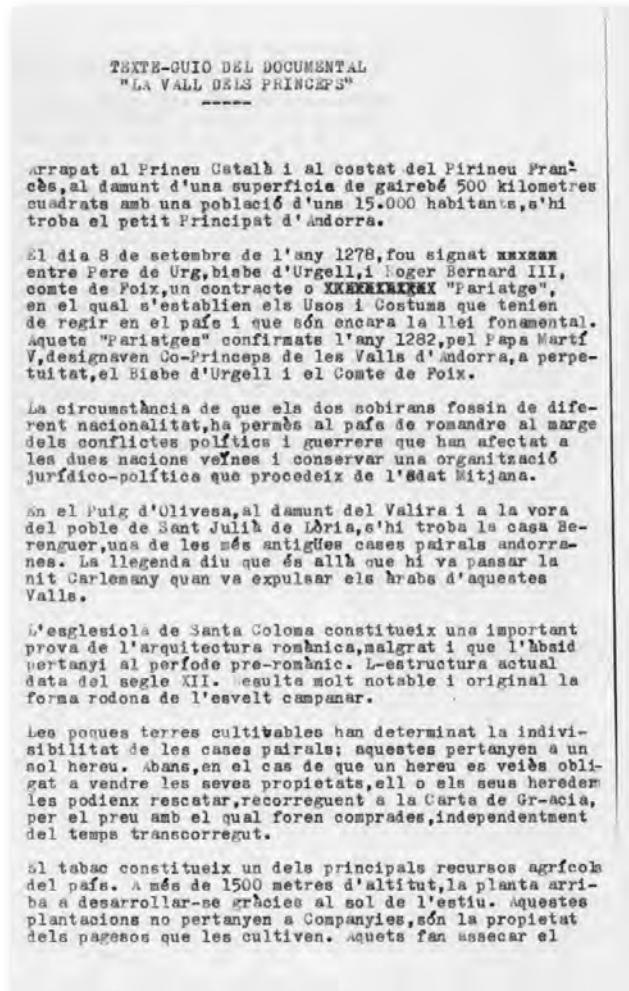 TEXTE-GUIO DEL DOCUMENTAL
"LA VALL DELS PRINCEPS"
-----
Arrapat al Prineu Català i al costat del Pirineu Fran-
cès,al damunt d'una superficia de gairebé 500 kilometres
cuadrats amb una població d'uns 15.000 habitants,s'hi
troba el petit Principat d'Andorra.
El dia 8 de setembre de l'any 1278,fou signat xxxxxx
entre Pere de Urg,bisbe d'Urgell,i Roger Bernard III,
comte de Foix,un contracte o "Pariatge",
en el qual s'establien els Usos i Costums que tenien
de regir en el país i que són encara la llei fonamental.
Aquets "Pariatges" confirmats l'any 1282,pel Papa Martí
V,designaven Co-Princeps de les Valls d'Andorra,a perpe-
tuitat,el Bisbe d'Urgell i el Comte de Foix.
La circumstància de que els dos sobirans fossin de dife-
rent nacionalitat,ha permès al país de romandre al marge
dels conflictes polítics i guerrers que han afectat a
les dues nacions veïnes i conservar una organització
jurídico-política que procedeix de l'Edat Mitjana.
En el Puig d'Olivesa,al damunt del Valira i a la vora
del poble de Sant Julià de Lòria,s'hi troba la casa Be-
renguer,una de les més antigües cases pairals andorra-
nes. La llegenda diu que és allà que hi va passar la
nit Carlemany quan va expulsar els àrabs d'aquestes
Valls.
L'esglesiola de Santa Coloma constitueix una important
prova de l'arquitectura romànica,malgrat i que l'àbsid
pertanyi al període pre-romànic. L-estructura actual
data del segle XII. Resulta molt notable i original la
forma rodona de l'esvelt campanar.
Les poques terres cultivables han determinat la indivi-
sibilitat de les cases pairals; aquestes pertanyen a un
sol hereu. Abans,en el cas de que un hereu es veiès obli-
gat a vendre les seves propietats,ell o els seus hereder
les podienx rescatar,recorreguent a la Carta de Gr-acia,
per el preu amb el qual foren comprades,independentment
del temps transcorregut.
El tabac constitueix un dels principals recursos agrícols
del país. A més de 1500 metres d'altitut,la planta arri-
ba a desarrollar-se gràcies al sol de l'estiu. Aquestes
plantacions no pertanyen a Companyies,són la propietat
dels pagesos que les cultiven. Aquets fan assecar el